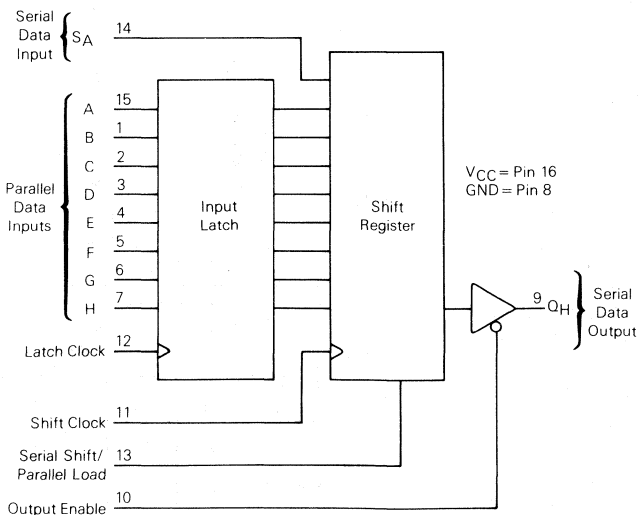 Serial
Data
Input
SA
14
Parallel
Data
Inputs
A 15
B 1
C 2
D 3
E 4
F 5
G 6
H 7
Input
Latch
Shift
Register
VCC = Pin 16
GND = Pin 8
9 QH
Serial
Data
Output
Latch Clock 12
Shift Clock 11
Serial Shift/ 13
Parallel Load
Output Enable 10